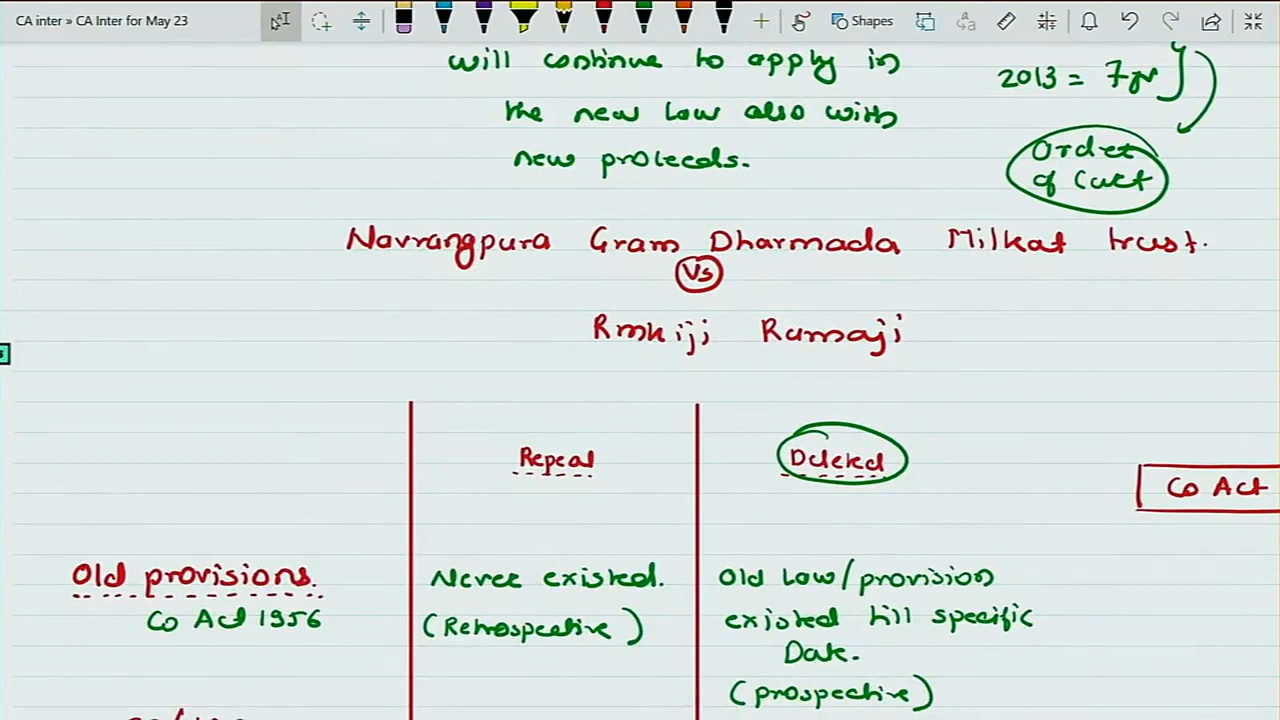 CA inter » CA Inter for May 23
Shapes
will continue to apply in
the new law also with
new protecols.
2013 = 7yr
Order
of Curt
Navrangpura Gram Dharmada Milkat trust.
Vs
Rmkiji Ramaji
Repeal
Deleted
Co Act
Old provisions.
Co Act 1956
Never existed.
(Retrospective)
Old Law/provision
existed till specific
Date.
(prospective)